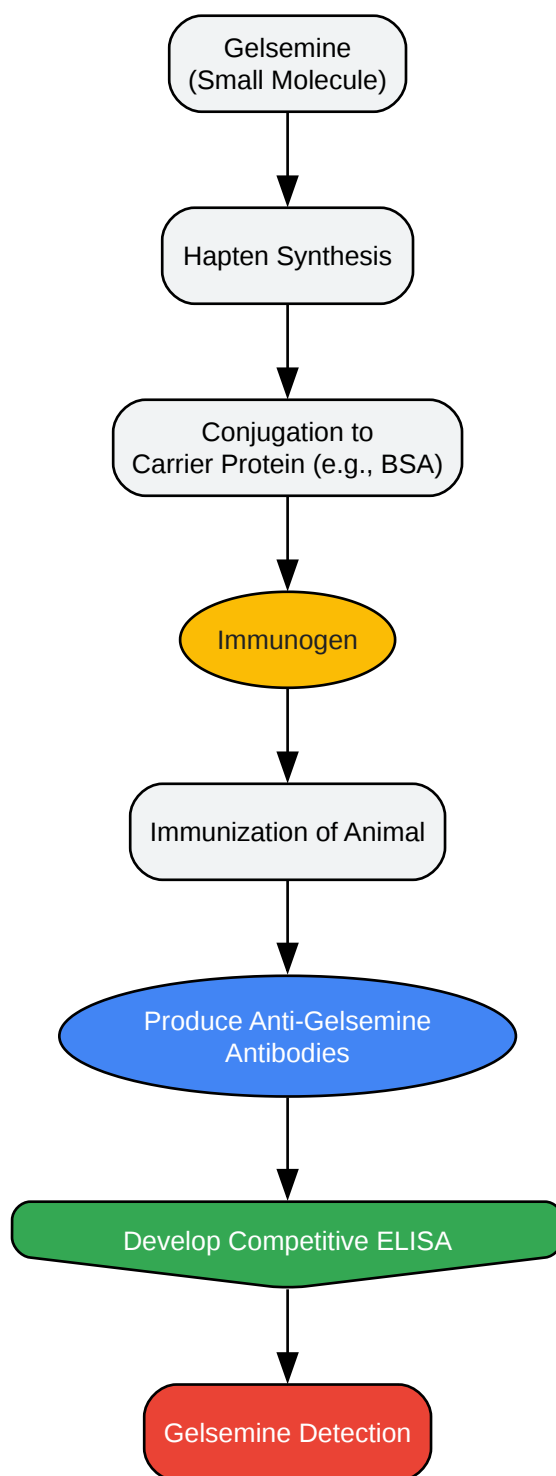 Gelsemine
(Small Molecule)
Hapten Synthesis
Conjugation to
Carrier Protein (e.g., BSA)
Immunogen
Immunization of Animal
Produce Anti-Gelsemine
Antibodies
Develop Competitive ELISA
Gelsemine Detection